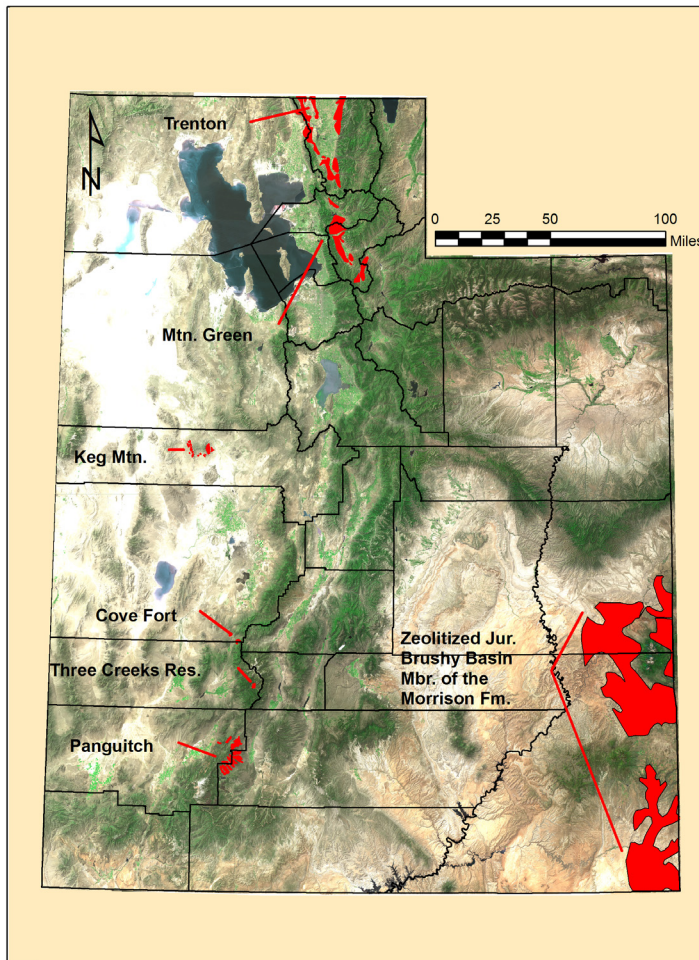 Trenton
N
0 25 50 100
Miles
Mtn. Green
Keg Mtn.
Cove Fort
Zeolitized Jur.
Brushy Basin
Mbr. of the
Morrison Fm.
Three Creeks Res.
Panguitch